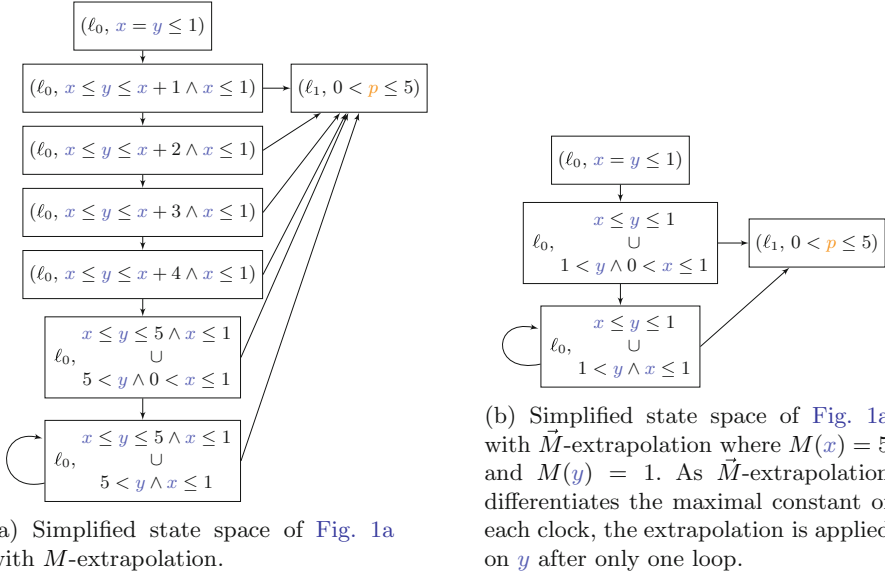 (ℓ₀, x = y ≤ 1)
(ℓ₀, x ≤ y ≤ x + 1 ∧ x ≤ 1)
(ℓ₁, 0 < p ≤ 5)
(ℓ₀, x ≤ y ≤ x + 2 ∧ x ≤ 1)
(ℓ₀, x ≤ y ≤ x + 3 ∧ x ≤ 1)
(ℓ₀, x ≤ y ≤ x + 4 ∧ x ≤ 1)
x ≤ y ≤ 5 ∧ x ≤ 1
ℓ₀, ∪
5 < y ∧ 0 < x ≤ 1
x ≤ y ≤ 5 ∧ x ≤ 1
ℓ₀, ∪
5 < y ∧ x ≤ 1
a) Simplified state space of Fig. 1a
with M-extrapolation.
(ℓ₀, x = y ≤ 1)
x ≤ y ≤ 1
ℓ₀, ∪
1 < y ∧ 0 < x ≤ 1
(ℓ₁, 0 < p ≤ 5)
x ≤ y ≤ 1
ℓ₀, ∪
1 < y ∧ x ≤ 1
(b) Simplified state space of Fig. 1a
with M⃗-extrapolation where M(x) = 5
and M(y) = 1. As M⃗-extrapolation
differentiates the maximal constant of
each clock, the extrapolation is applied
on y after only one loop.